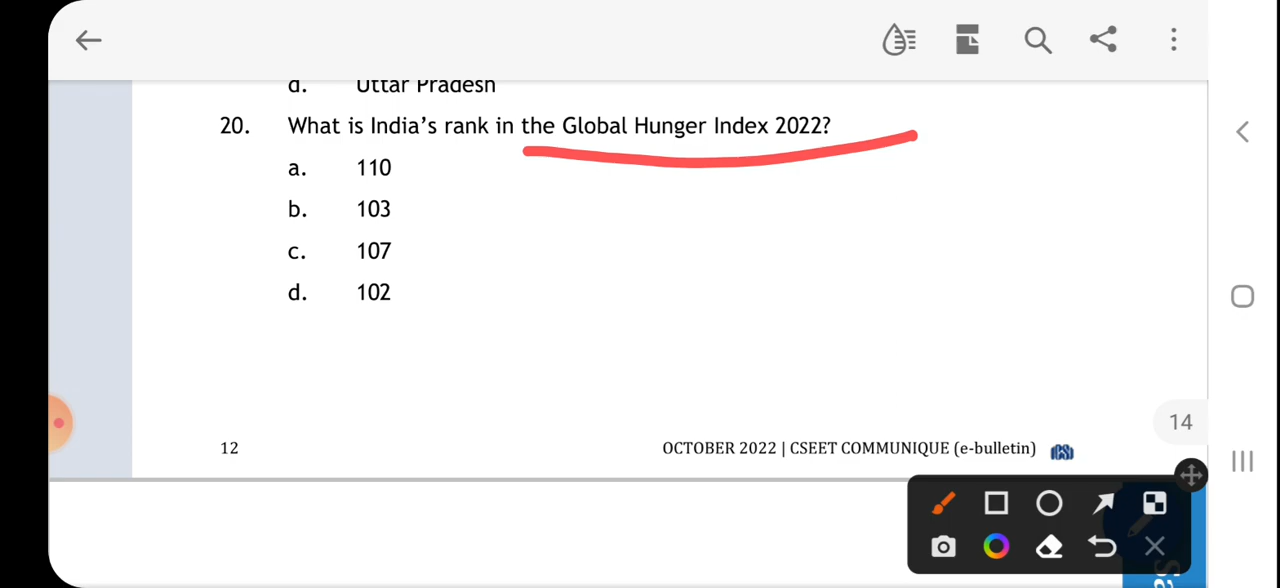 d. Uttar Pradesh
20. What is India's rank in the Global Hunger Index 2022?
a. 110
b. 103
c. 107
d. 102
14
12 OCTOBER 2022 | CSEET COMMUNIQUE (e-bulletin)